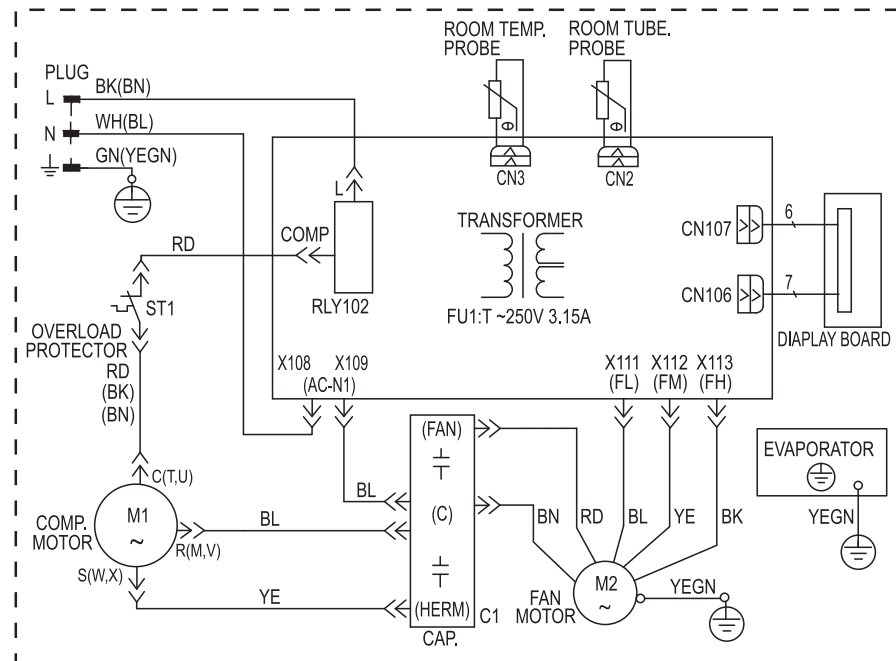 ROOM TEMP.
PROBE
ROOM TUBE.
PROBE
PLUG
L
BK(BN)
N
WH(BL)
GN(YEGN)
θ
θ
CN3
CN2
L
TRANSFORMER
COMP
RD
RLY102
CN107
6
CN106
7
ST1
FU1:T ~250V 3.15A
OVERLOAD
PROTECTOR
DIAPLAY BOARD
RD
(BK)
(BN)
X108
X109
(AC-N1)
X111
(FL)
X112
(FM)
X113
(FH)
(FAN)
EVAPORATOR
C(T,U)
BL
(C)
BN
RD
BL
YE
BK
YEGN
M1
~
COMP.
MOTOR
BL
R(M,V)
S(W,X)
YE
(HERM)
C1
CAP.
M2
~
FAN
MOTOR
YEGN